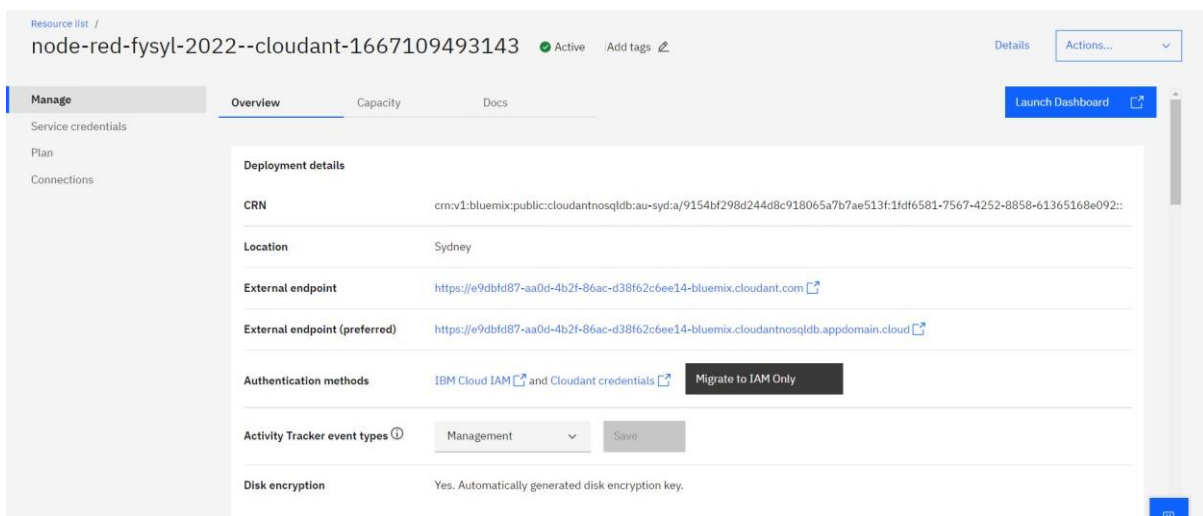 Resource list /
node-red-fysyl-2022--cloudant-1667109493143 Active Add tags Details Actions...
Manage Overview Capacity Docs Launch Dashboard
Service credentials
Plan
Connections
Deployment details
CRN crn:v1:bluemix:public:cloudantnosqldb:au-syd:a/9154bf298d244d8c918065a7b7ae513f:1fdf6581-7567-4252-8858-61365168e092::
Location Sydney
External endpoint https://e9dbfd87-aa0d-4b2f-86ac-d38f62c6ee14-bluemix.cloudant.com
External endpoint (preferred) https://e9dbfd87-aa0d-4b2f-86ac-d38f62c6ee14-bluemix.cloudantnosqldb.appdomain.cloud
Authentication methods IBM Cloud IAM and Cloudant credentials Migrate to IAM Only
Activity Tracker event types Management Save
Disk encryption Yes. Automatically generated disk encryption key.